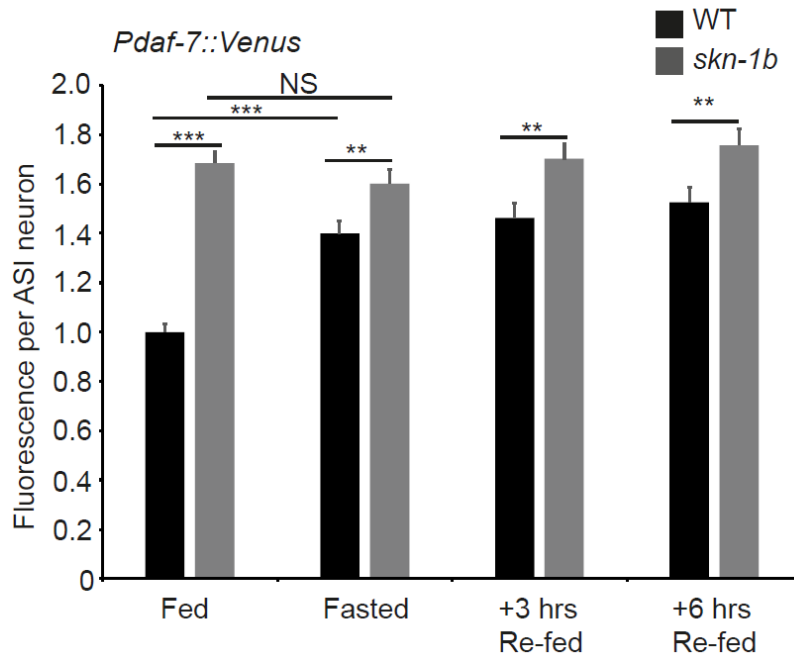 Pdaf-7::Venus
WT
skn-1b
NS
***
***
**
**
**
Fluorescence per ASI neuron
2.0
1.8
1.6
1.4
1.2
1.0
0.8
0.6
0.4
0.2
0
Fed
Fasted
+3 hrs
Re-fed
+6 hrs
Re-fed